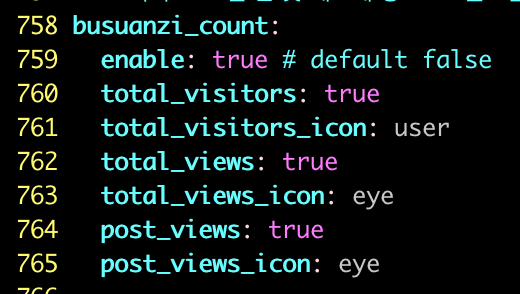 758 busuanzi_count:
759   enable: true # default false
760   total_visitors: true
761   total_visitors_icon: user
762   total_views: true
763   total_views_icon: eye
764   post_views: true
765   post_views_icon: eye